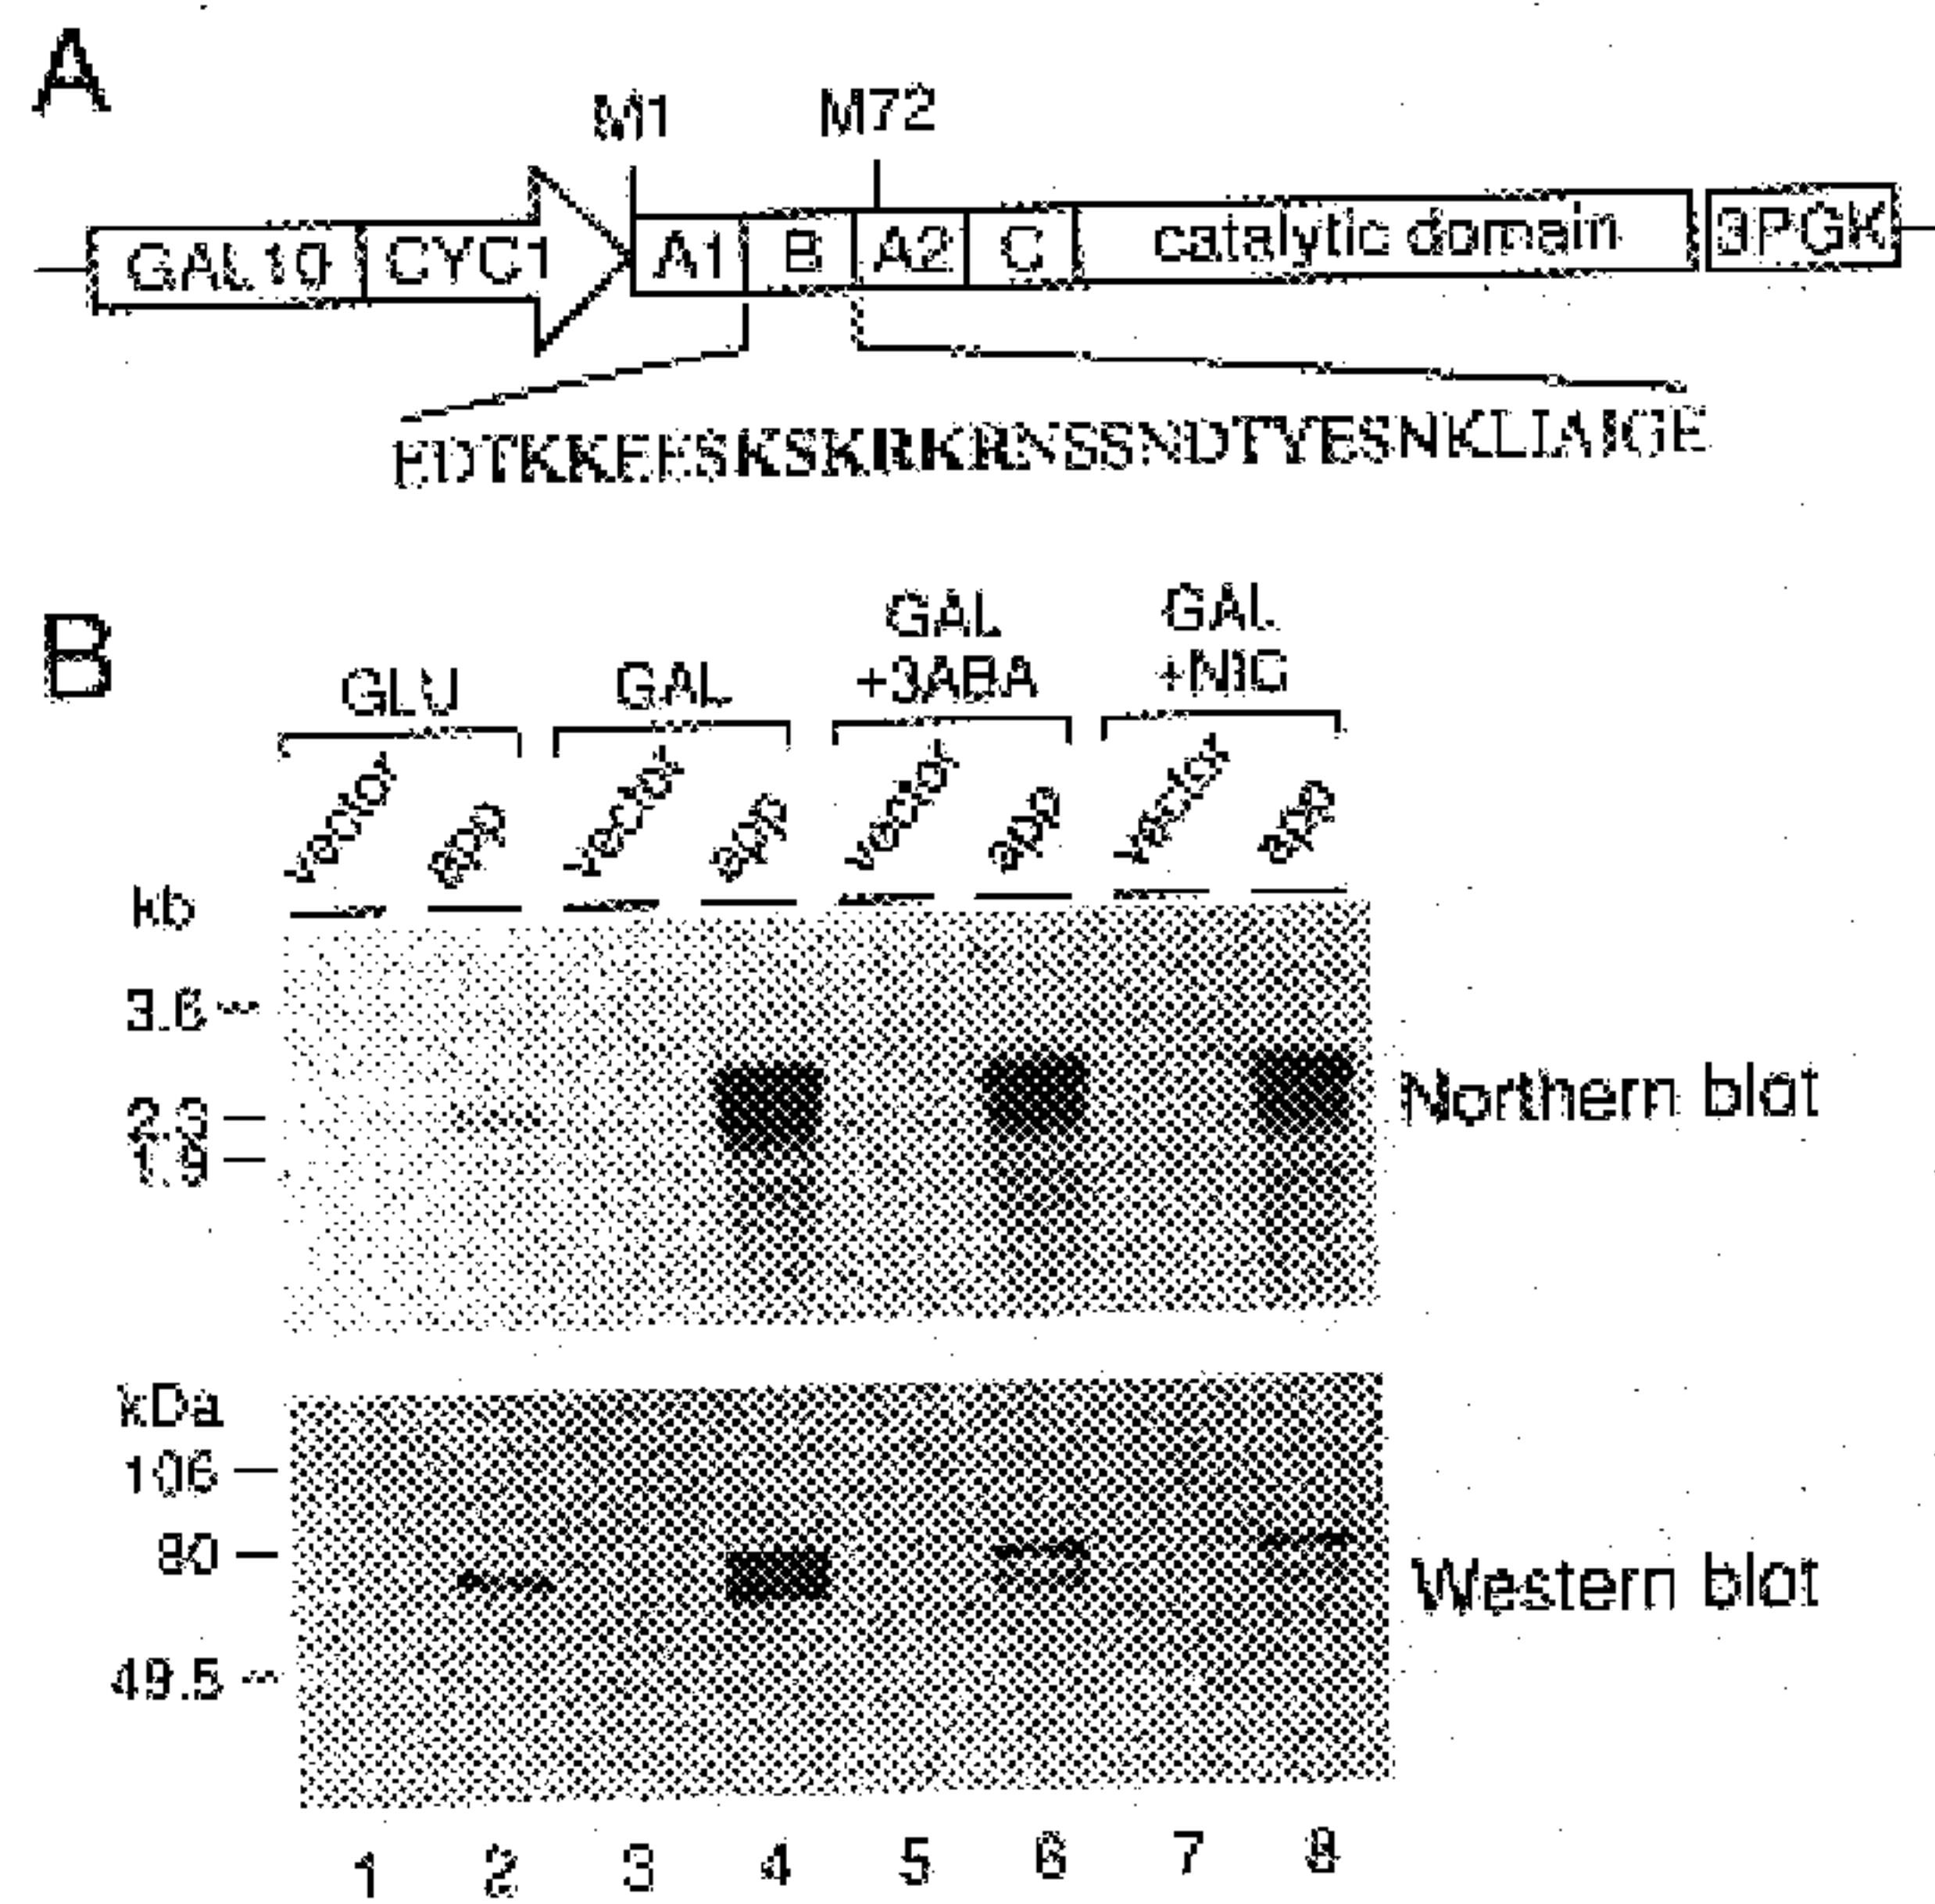 A
M1 M72
GAL10 CYC1 A1 B A2 C catalytic domain 3PGK
EDTKKEESKSKRKRNSSNDTYESNKLIAIGE
B
GLU GAL GAL +3ABA GAL +NIC
vector app vector app vector app vector app
kb
3.6
2.3
1.9
Northern blot
kDa
106
80
49.5
Western blot
1 2 3 4 5 6 7 8